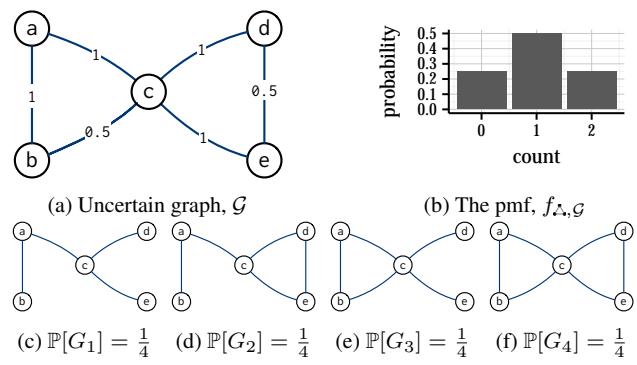 a
d
1
1
1
c
0.5
0.5
1
b
e
(a) Uncertain graph, 𝒢
probability
0.5
0.4
0.3
0.2
0.1
0.0
0 1 2
count
(b) The pmf, f△,𝒢
a d a d a d a d
c c c c
b e b e b e b e
(c) ℙ[G₁] = 1/4 (d) ℙ[G₂] = 1/4 (e) ℙ[G₃] = 1/4 (f) ℙ[G₄] = 1/4